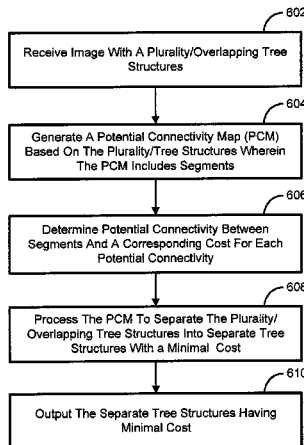 602
Receive Image With A Plurality/Overlapping Tree
Structures
604
Generate A Potential Connectivity Map (PCM)
Based On The Plurality/Tree Structures Wherein
The PCM Includes Segments
606
Determine Potential Connectivity Between
Segments And A Corresponding Cost For Each
Potential Connectivity
608
Process The PCM To Separate The Plurality/
Overlapping Tree Structures Into Separate Tree
Structures With a Minimal Cost
610
Output The Separate Tree Structures Having
Minimal Cost